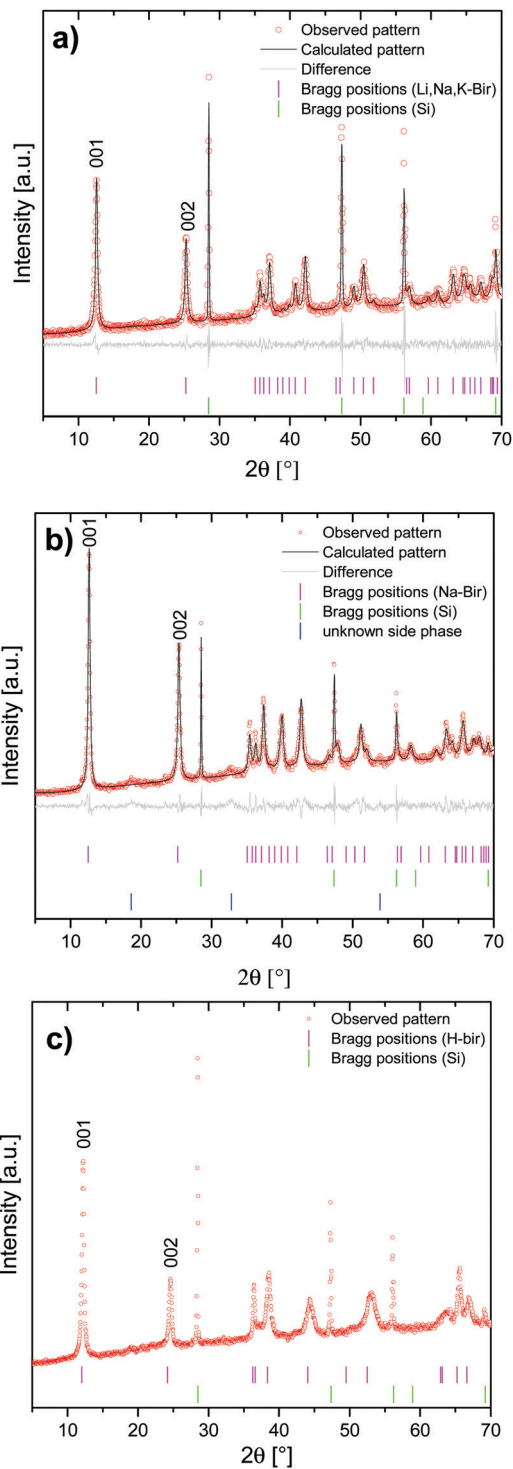 a)
Observed pattern
Calculated pattern
Difference
Bragg positions (Li,Na,K-Bir)
Bragg positions (Si)
001
002
Intensity [a.u.]
10 20 30 40 50 60 70
2θ [°]
b)
Observed pattern
Calculated pattern
Difference
Bragg positions (Na-Bir)
Bragg positions (Si)
unknown side phase
001
002
Intensity [a.u.]
10 20 30 40 50 60 70
2θ [°]
c)
Observed pattern
Bragg positions (H-bir)
Bragg positions (Si)
001
002
Intensity [a.u.]
10 20 30 40 50 60 70
2θ [°]